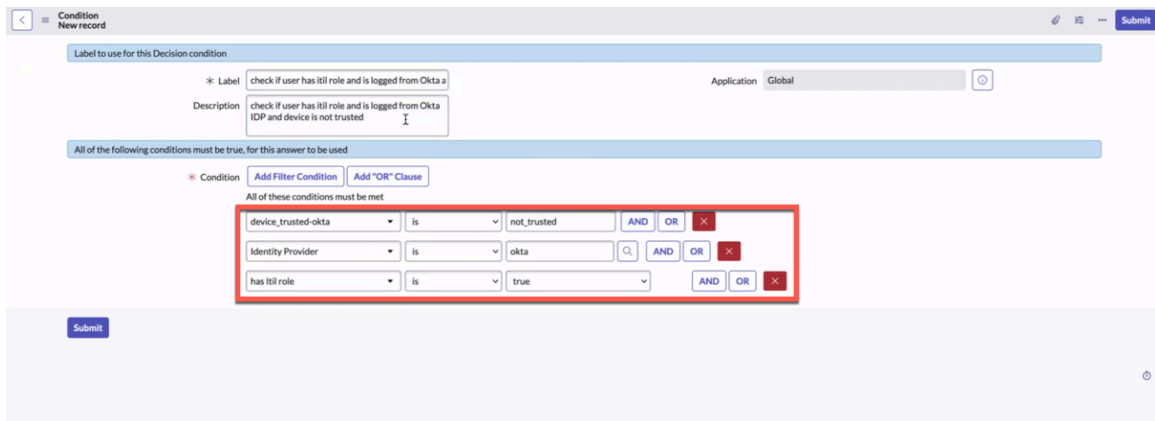 Condition
New record
Submit
Label to use for this Decision condition
Label check if user has itil role and is logged from Okta a
Application Global
Description check if user has itil role and is logged from Okta
IDP and device is not trusted
All of the following conditions must be true, for this answer to be used
Condition Add Filter Condition Add "OR" Clause
All of these conditions must be met
device_trusted-okta is not_trusted AND OR
Identity Provider is okta AND OR
has Itil role is true AND OR
Submit